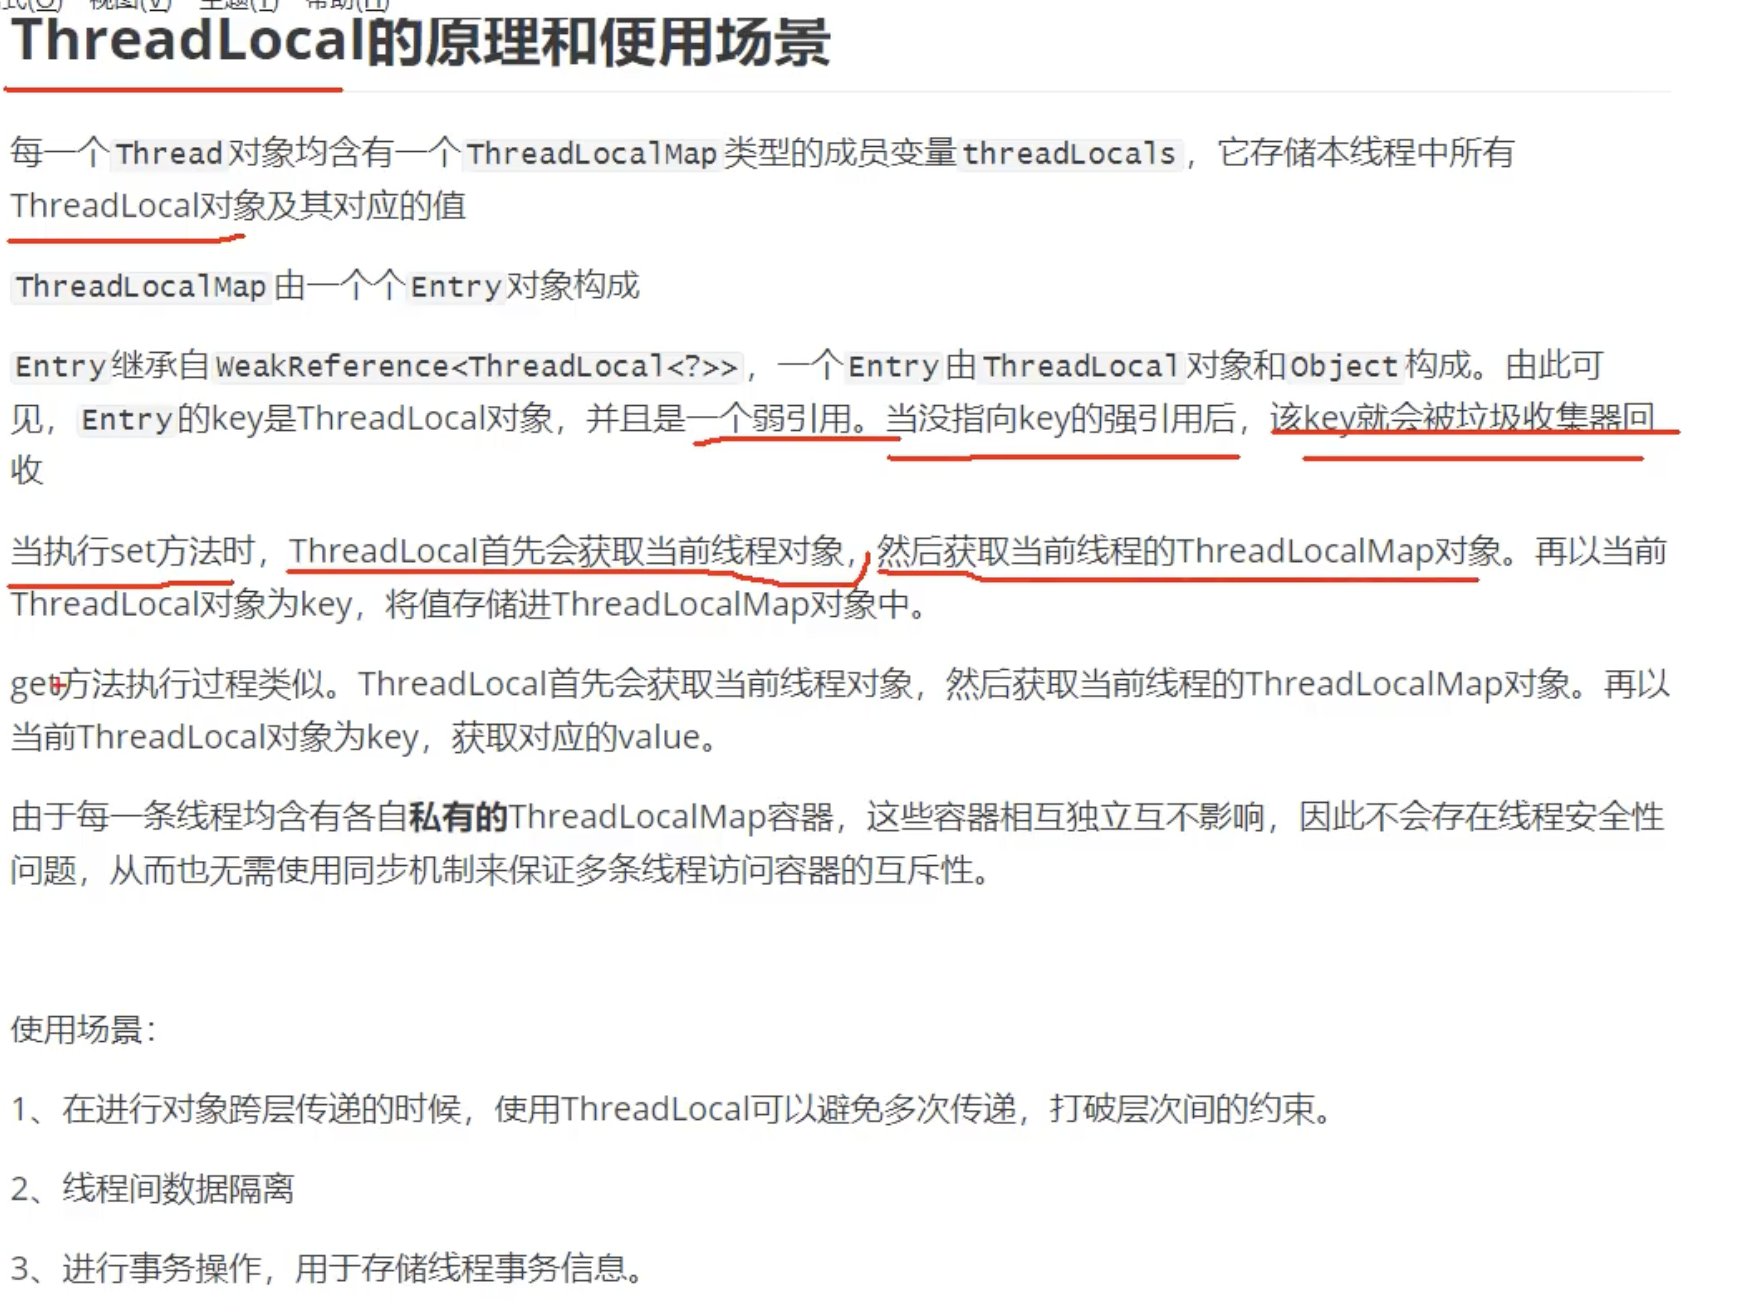 式(O) 视图(V) 主题(T) 帮助(H)
ThreadLocal的原理和使用场景
每一个Thread对象均含有一个ThreadLocalMap类型的成员变量threadLocals，它存储本线程中所有
ThreadLocal对象及其对应的值
ThreadLocalMap由一个个Entry对象构成
Entry继承自WeakReference<ThreadLocal<?>>，一个Entry由ThreadLocal对象和Object构成。由此可
见，Entry的key是ThreadLocal对象，并且是一个弱引用。当没指向key的强引用后，该key就会被垃圾收集器回
收
当执行set方法时，ThreadLocal首先会获取当前线程对象，然后获取当前线程的ThreadLocalMap对象。再以当前
ThreadLocal对象为key，将值存储进ThreadLocalMap对象中。
get方法执行过程类似。ThreadLocal首先会获取当前线程对象，然后获取当前线程的ThreadLocalMap对象。再以
当前ThreadLocal对象为key，获取对应的value。
由于每一条线程均含有各自私有的ThreadLocalMap容器，这些容器相互独立互不影响，因此不会存在线程安全性
问题，从而也无需使用同步机制来保证多条线程访问容器的互斥性。
使用场景：
1、在进行对象跨层传递的时候，使用ThreadLocal可以避免多次传递，打破层次间的约束。
2、线程间数据隔离
3、进行事务操作，用于存储线程事务信息。